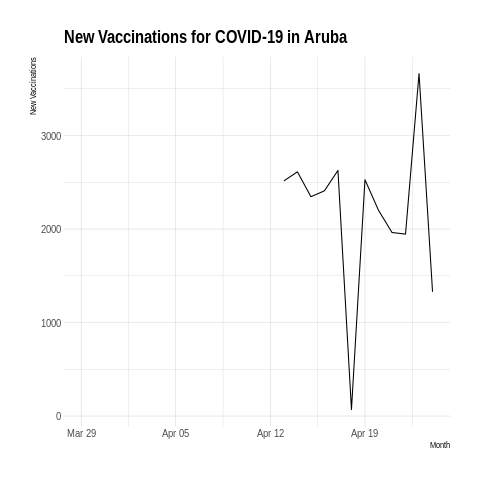 New Vaccinations for COVID-19 in Aruba
New Vaccinations
3000
2000
1000
0
Mar 29 Apr 05 Apr 12 Apr 19
Month